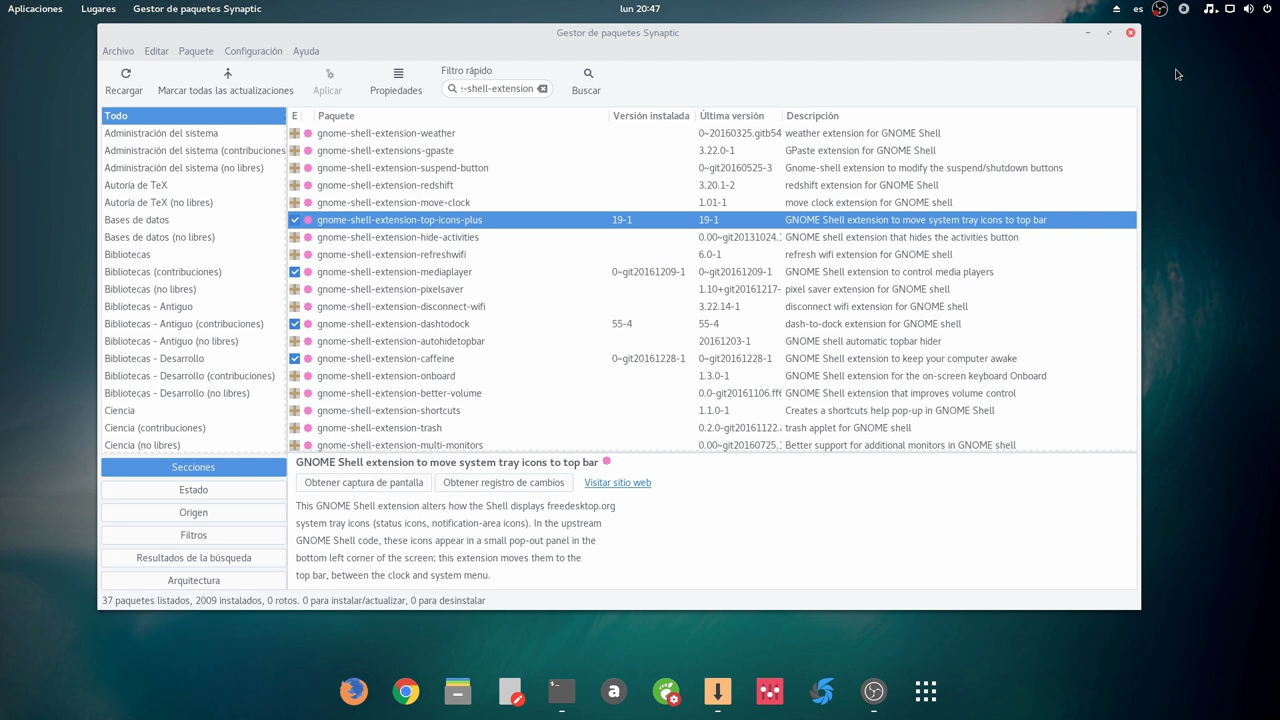 Aplicaciones Lugares Gestor de paquetes Synaptic lun 20:47 es
Gestor de paquetes Synaptic
Archivo Editar Paquete Configuración Ayuda
Recargar Marcar todas las actualizaciones Aplicar Propiedades Filtro rápido -shell-extension Buscar
Todo
Administración del sistema
Administración del sistema (contribuciones
Administración del sistema (no libres)
Autoría de TeX
Autoría de TeX (no libres)
Bases de datos
Bases de datos (no libres)
Bibliotecas
Bibliotecas (contribuciones)
Bibliotecas (no libres)
Bibliotecas - Antiguo
Bibliotecas - Antiguo (contribuciones)
Bibliotecas - Antiguo (no libres)
Bibliotecas - Desarrollo
Bibliotecas - Desarrollo (contribuciones)
Bibliotecas - Desarrollo (no libres)
Ciencia
Ciencia (contribuciones)
Ciencia (no libres)
Secciones
Estado
Origen
Filtros
Resultados de la búsqueda
Arquitectura
E Paquete Versión instalada Última versión Descripción
gnome-shell-extension-weather 0~20160325.gitb54 weather extension for GNOME Shell
gnome-shell-extensions-gpaste 3.22.0-1 GPaste extension for GNOME Shell
gnome-shell-extension-suspend-button 0~git20160525-3 Gnome-shell extension to modify the suspend/shutdown buttons
gnome-shell-extension-redshift 3.20.1-2 redshift extension for GNOME Shell
gnome-shell-extension-move-clock 1.01-1 move clock extension for GNOME shell
gnome-shell-extension-top-icons-plus 19-1 19-1 GNOME Shell extension to move system tray icons to top bar
gnome-shell-extension-hide-activities 0.00~git20131024. GNOME shell extension that hides the activities button
gnome-shell-extension-refreshwifi 6.0-1 refresh wifi extension for GNOME shell
gnome-shell-extension-mediaplayer 0~git20161209-1 0~git20161209-1 GNOME Shell extension to control media players
gnome-shell-extension-pixelsaver 1.10+git20161217- pixel saver extension for GNOME shell
gnome-shell-extension-disconnect-wifi 3.22.14-1 disconnect wifi extension for GNOME shell
gnome-shell-extension-dashtodock 55-4 55-4 dash-to-dock extension for GNOME shell
gnome-shell-extension-autohidetopbar 20161203-1 GNOME shell automatic topbar hider
gnome-shell-extension-caffeine 0~git20161228-1 0~git20161228-1 GNOME Shell extension to keep your computer awake
gnome-shell-extension-onboard 1.3.0-1 GNOME Shell extension for the on-screen keyboard Onboard
gnome-shell-extension-better-volume 0.0-git20161106.ff GNOME Shell extension that improves volume control
gnome-shell-extension-shortcuts 1.1.0-1 Creates a shortcuts help pop-up in GNOME Shell
gnome-shell-extension-trash 0.2.0-git20161122. trash applet for GNOME shell
gnome-shell-extension-multi-monitors 0.00~git20160725. Better support for additional monitors in GNOME shell
GNOME Shell extension to move system tray icons to top bar
Obtener captura de pantalla Obtener registro de cambios Visitar sitio web
This GNOME Shell extension alters how the Shell displays freedesktop.org
system tray icons (status icons, notification-area icons). In the upstream
GNOME Shell code, these icons appear in a small pop-out panel in the
bottom left corner of the screen; this extension moves them to the
top bar, between the clock and system menu.
37 paquetes listados, 2009 instalados, 0 rotos. 0 para instalar/actualizar, 0 para desinstalar